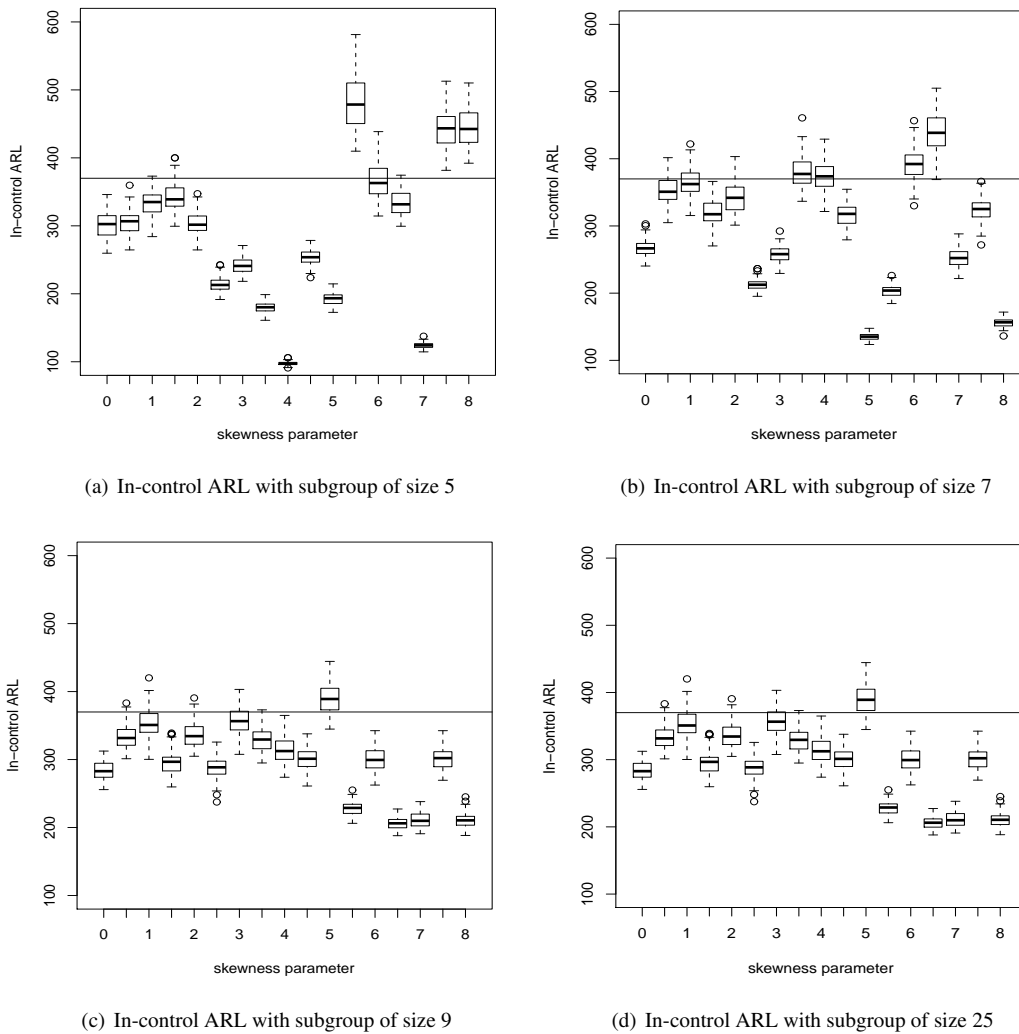 600
500
400
300
200
100
In−control ARL
0 1 2 3 4 5 6 7 8
skewness parameter
(a) In-control ARL with subgroup of size 5
600
500
400
300
200
100
In−control ARL
0 1 2 3 4 5 6 7 8
skewness parameter
(b) In-control ARL with subgroup of size 7
600
500
400
300
200
100
In−control ARL
0 1 2 3 4 5 6 7 8
skewness parameter
(c) In-control ARL with subgroup of size 9
600
500
400
300
200
100
In−control ARL
0 1 2 3 4 5 6 7 8
skewness parameter
(d) In-control ARL with subgroup of size 25